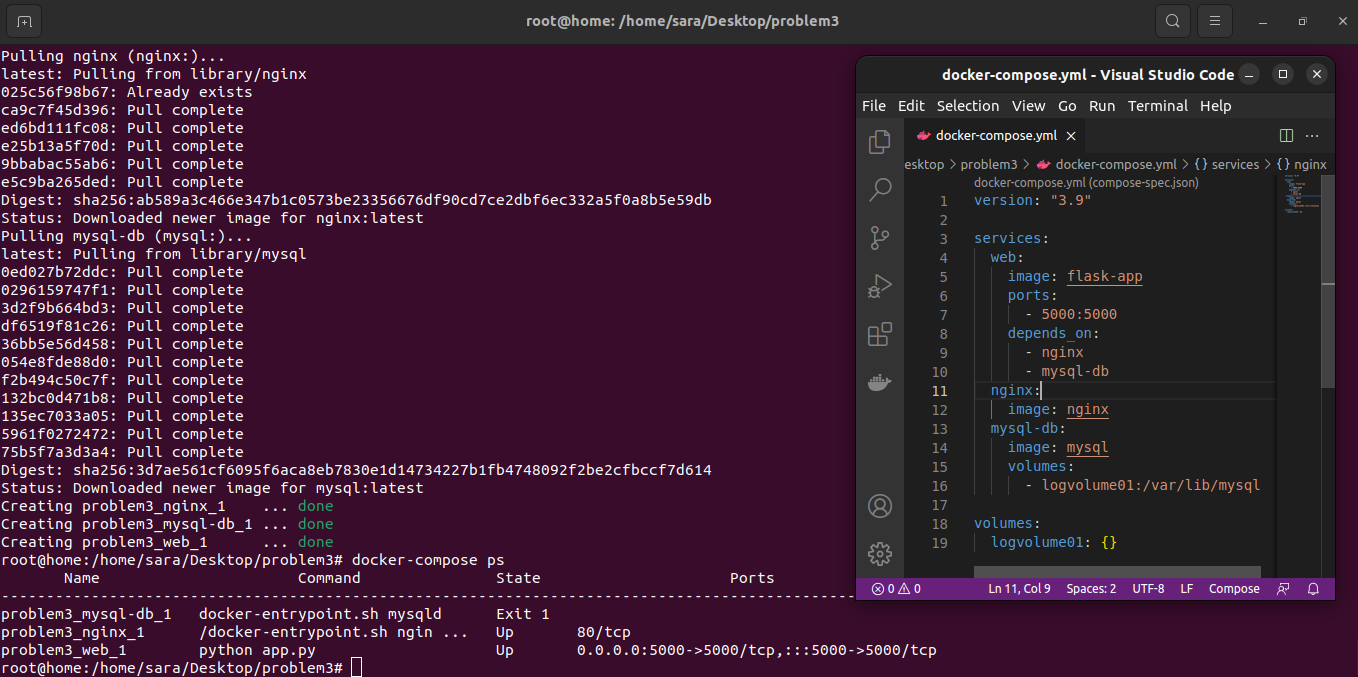 root@home: /home/sara/Desktop/problem3
Pulling nginx (nginx:)...
latest: Pulling from library/nginx
025c56f98b67: Already exists
ca9c7f45d396: Pull complete
ed6bd111fc08: Pull complete
e25b13a5f70d: Pull complete
9bbabac55ab6: Pull complete
e5c9ba265ded: Pull complete
Digest: sha256:ab589a3c466e347b1c0573be23356676df90cd7ce2dbf6ec332a5f0a8b5e59db
Status: Downloaded newer image for nginx:latest
Pulling mysql-db (mysql:)...
latest: Pulling from library/mysql
0ed027b72ddc: Pull complete
0296159747f1: Pull complete
3d2f9b664bd3: Pull complete
df6519f81c26: Pull complete
36bb5e56d458: Pull complete
054e8fde88d0: Pull complete
f2b494c50c7f: Pull complete
132bc0d471b8: Pull complete
135ec7033a05: Pull complete
5961f0272472: Pull complete
75b5f7a3d3a4: Pull complete
Digest: sha256:3d7ae561cf6095f6aca8eb7830e1d14734227b1fb4748092f2be2cfbccf7d614
Status: Downloaded newer image for mysql:latest
Creating problem3_nginx_1    ... done
Creating problem3_mysql-db_1 ... done
Creating problem3_web_1      ... done
root@home:/home/sara/Desktop/problem3# docker-compose ps
Name Command State Ports
--------------------------------------------------------------------------------
problem3_mysql-db_1   docker-entrypoint.sh mysqld      Exit 1
problem3_nginx_1      /docker-entrypoint.sh ngin ...   Up       80/tcp
problem3_web_1        python app.py                    Up       0.0.0.0:5000->5000/tcp,:::5000->5000/tcp
root@home:/home/sara/Desktop/problem3#
docker-compose.yml - Visual Studio Code
File Edit Selection View Go Run Terminal Help
docker-compose.yml
esktop > problem3 > docker-compose.yml > {} services > {} nginx
docker-compose.yml (compose-spec.json)
1 version: "3.9"
2
3 services:
4   web:
5     image: flask-app
6     ports:
7       - 5000:5000
8     depends_on:
9       - nginx
10       - mysql-db
11   nginx:
12     image: nginx
13   mysql-db:
14     image: mysql
15     volumes:
16       - logvolume01:/var/lib/mysql
17
18 volumes:
19   logvolume01: {}
0 0 Ln 11, Col 9 Spaces: 2 UTF-8 LF Compose